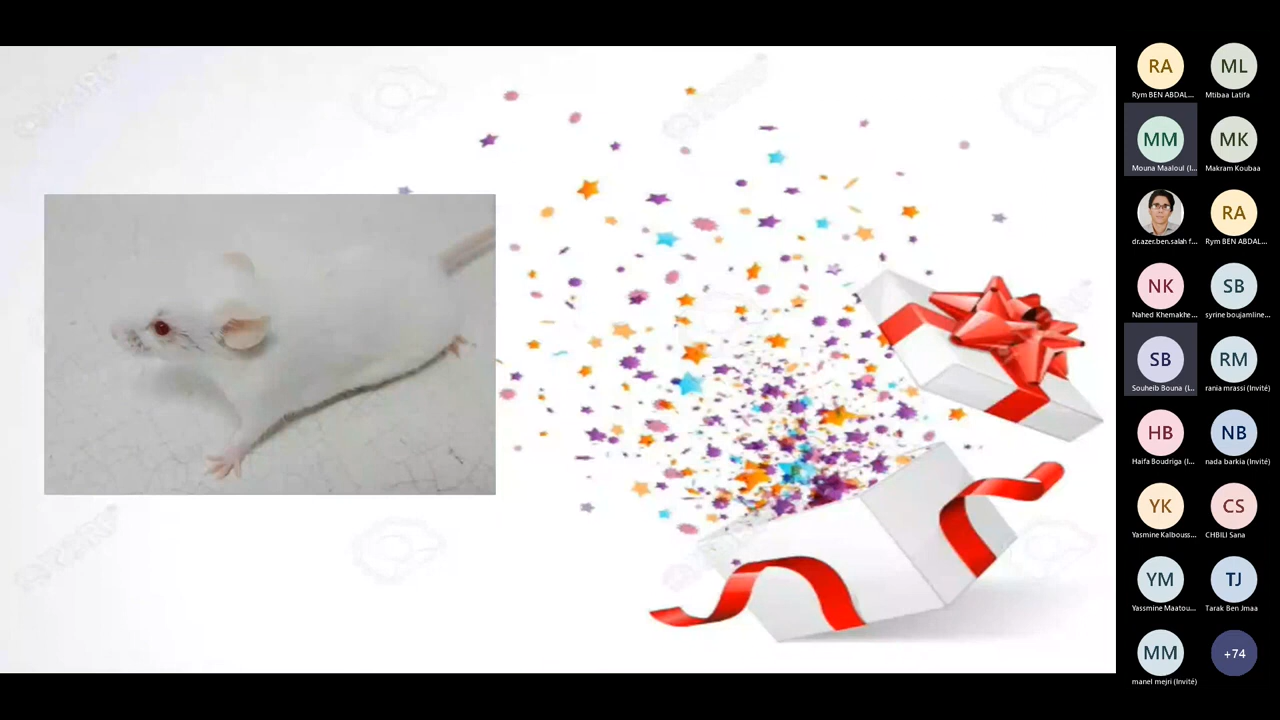 RA
ML
Rym BEN ABDAL...
Mtibaa Latifa
MM
MK
Mouna Maaloul (I...
Makram Koubaa
RA
dr.azer.ben.salah f...
Rym BEN ABDAL...
NK
SB
Nahed Khemakhe...
syrine boujamline...
SB
RM
Souheib Bouna (I...
rania mrassi (Invité)
HB
NB
Haifa Boudriga (I...
nada barkia (Invité)
YK
CS
Yasmine Kalbouss...
CHBILI Sana
YM
TJ
Yassmine Maatou...
Tarak Ben Jmaa
MM
+74
manel mejri (Invité)